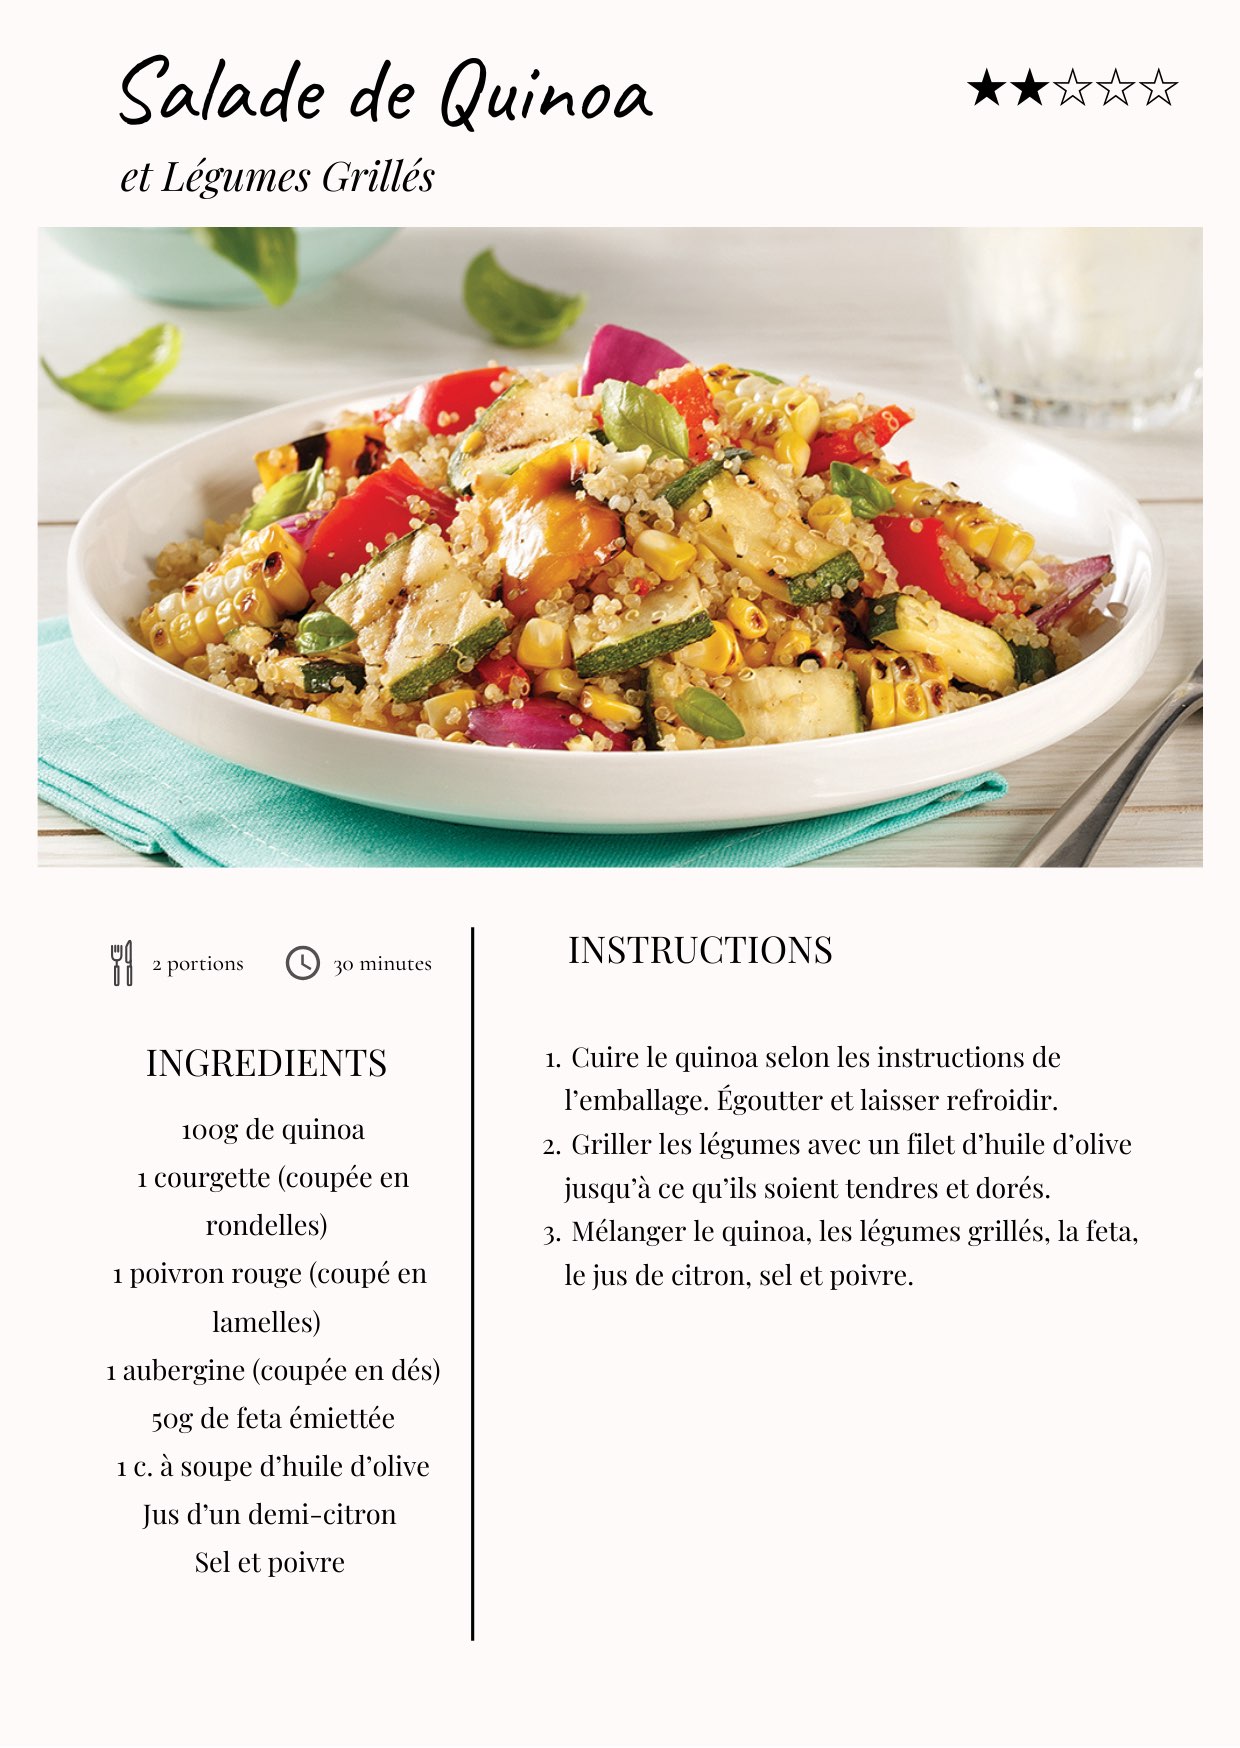 Salade de Quinoa
et Légumes Grillés
2 portions
30 minutes
INGREDIENTS
100g de quinoa
1 courgette (coupée en
rondelles)
1 poivron rouge (coupé en
lamelles)
1 aubergine (coupée en dés)
50g de feta émiettée
1 c. à soupe d’huile d’olive
Jus d’un demi-citron
Sel et poivre
INSTRUCTIONS
1. Cuire le quinoa selon les instructions de
l’emballage. Égoutter et laisser refroidir.
2. Griller les légumes avec un filet d’huile d’olive
jusqu’à ce qu’ils soient tendres et dorés.
3. Mélanger le quinoa, les légumes grillés, la feta,
le jus de citron, sel et poivre.